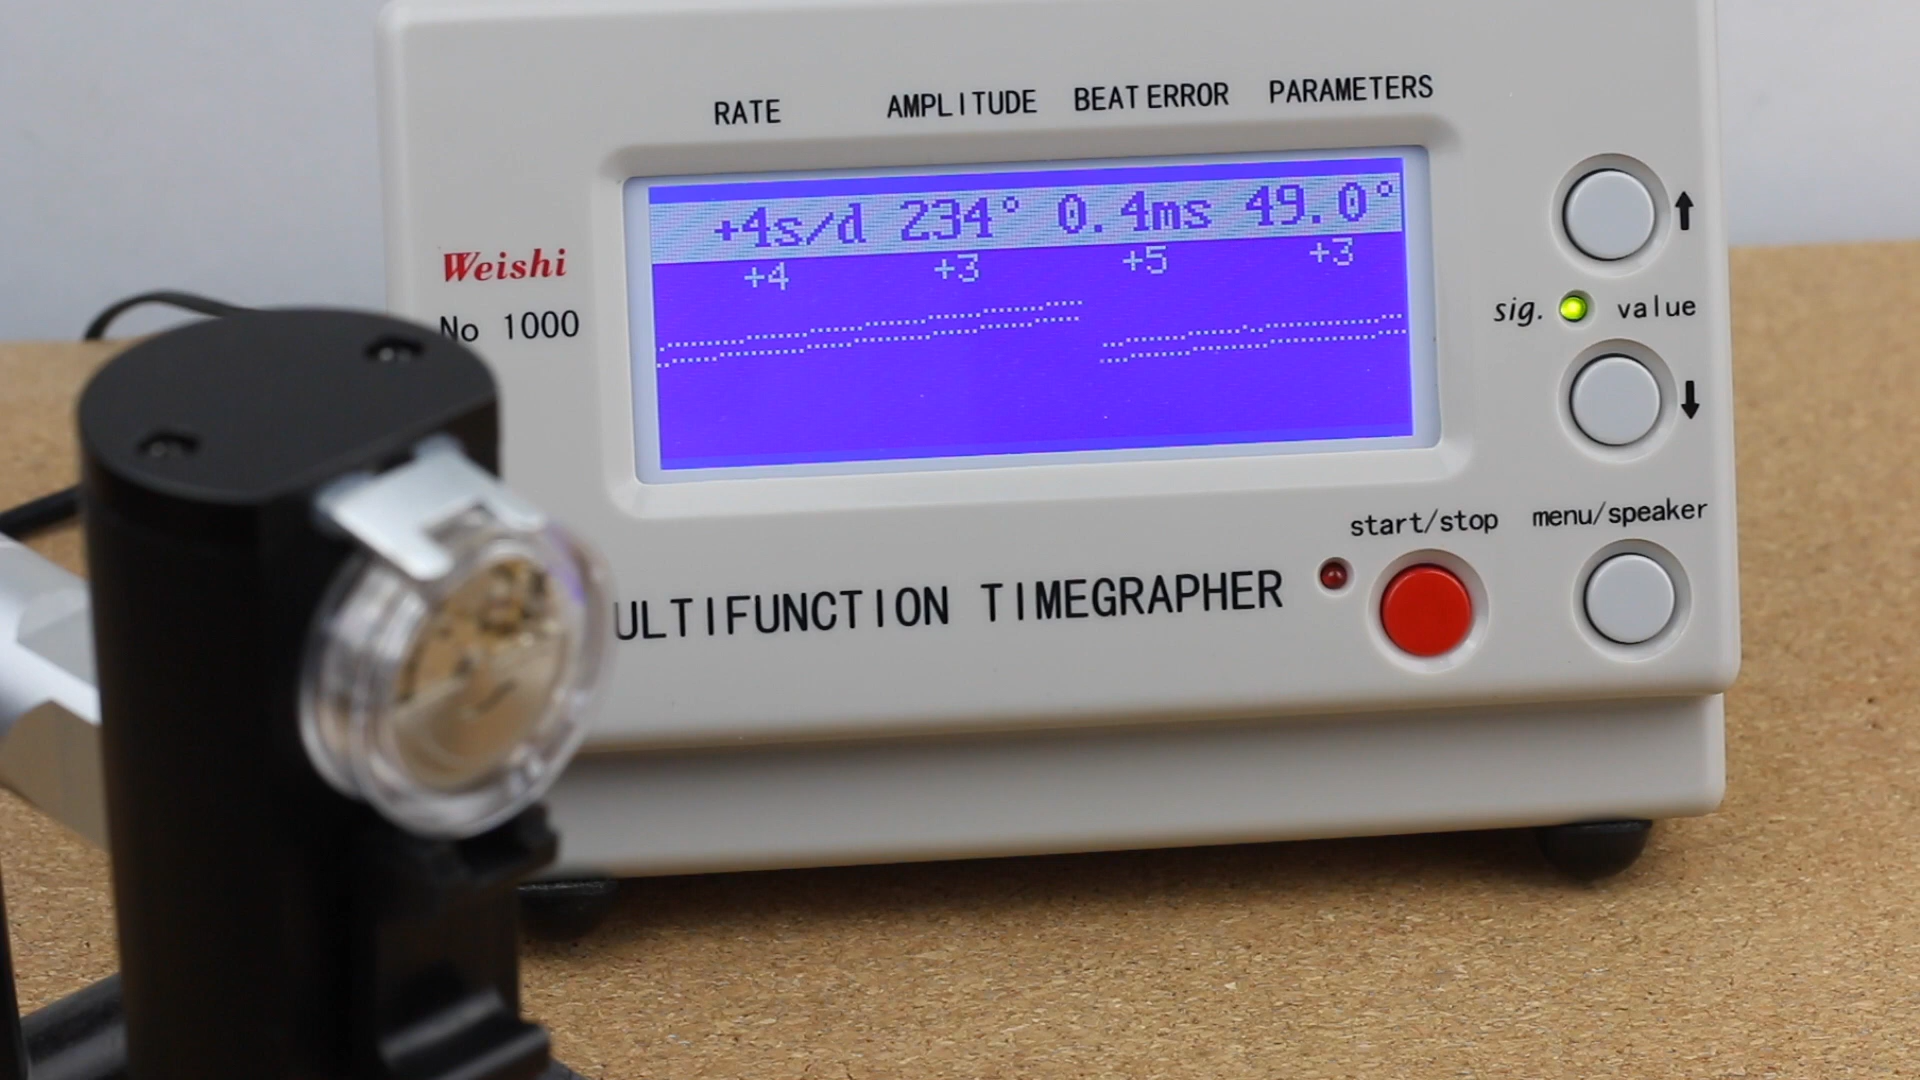 RATE AMPLITUDE BEAT ERROR PARAMETERS
+4s/d 234° 0.4ms 49.0°
+4 +3 +5 +3
Weishi
No 1000
sig. value
start/stop menu/speaker
ULTIFUNCTION TIMEGRAPHER